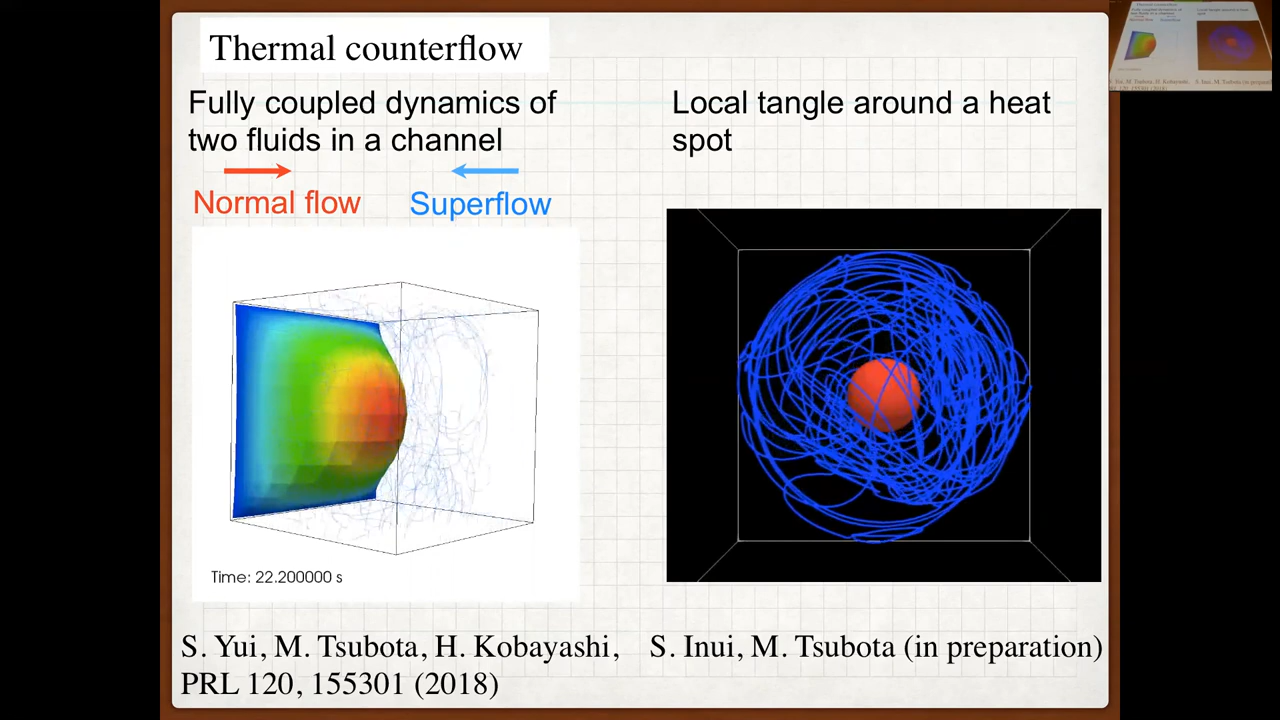 Thermal counterflow
Fully coupled dynamics of
two fluids in a channel
Normal flow
Superflow
Time: 22.200000 s
S. Yui, M. Tsubota, H. Kobayashi,
PRL 120, 155301 (2018)
Local tangle around a heat
spot
S. Inui, M. Tsubota (in preparation)